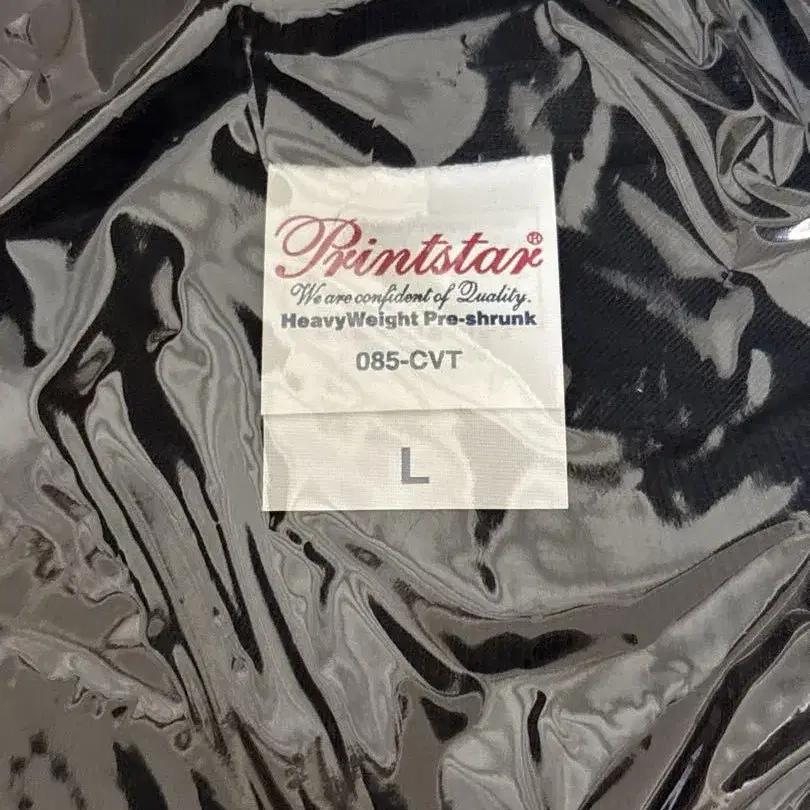 Printstar®
We are confident of Quality.
HeavyWeight Pre-shrunk
085-CVT
L